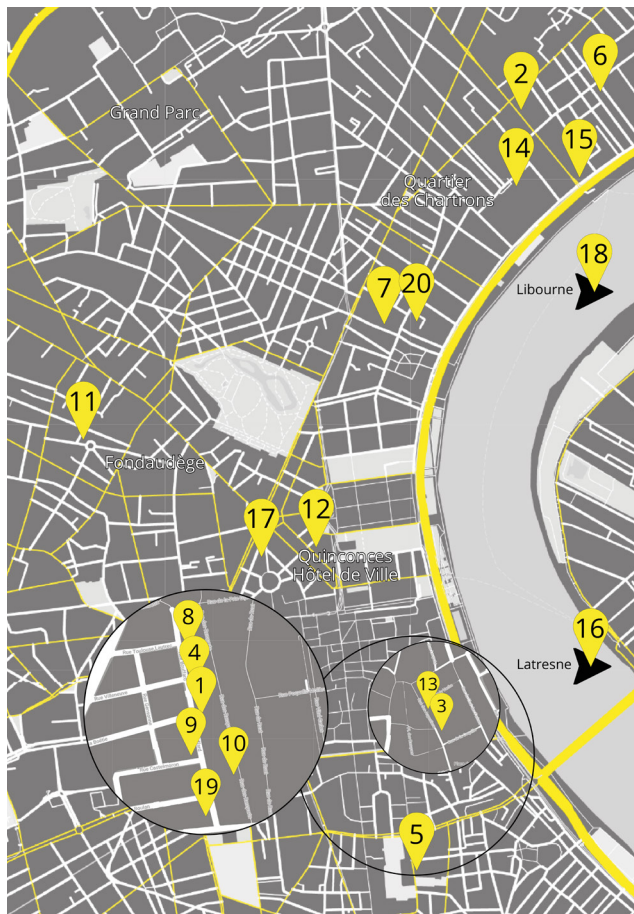 6
2
Grand Parc
14
15
Quartier
des Chartrons
18
Libourne
7
20
11
Fondaudège
17
12
Quinconces
Hôtel de Ville
8
4
1
9
10
19
16
Latresne
13
3
5